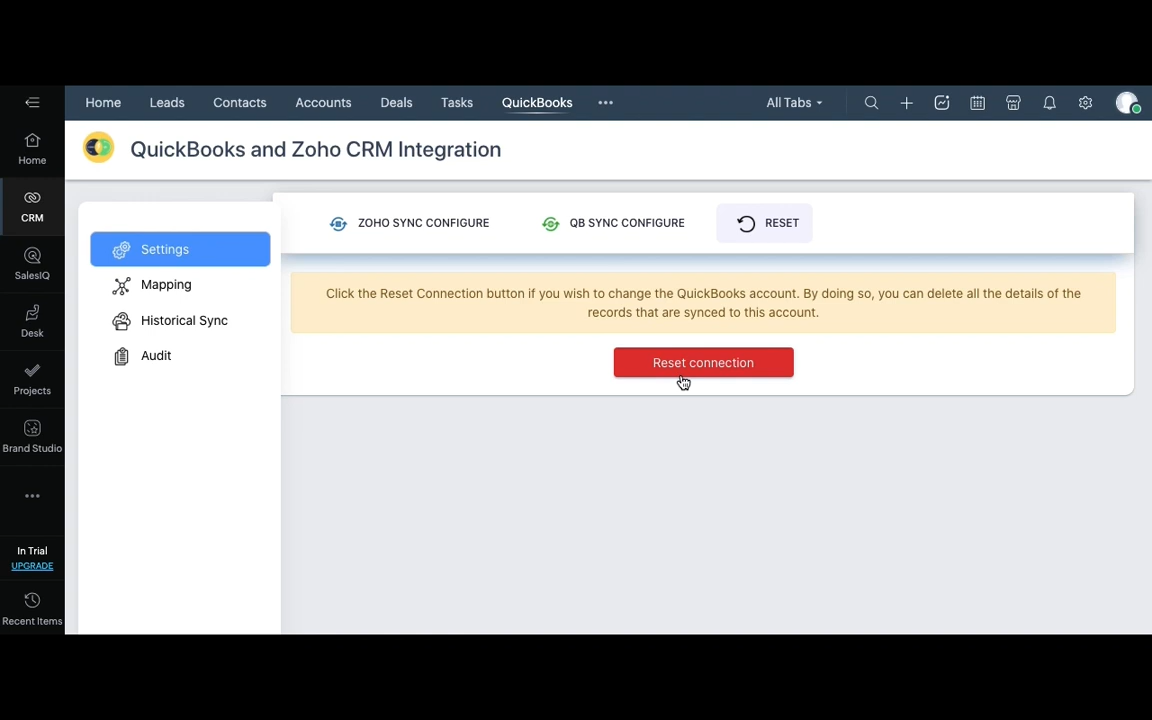 Home Leads Contacts Accounts Deals Tasks QuickBooks ••• All Tabs
Home
CRM
SalesIQ
Desk
Projects
Brand Studio
•••
In Trial
UPGRADE
Recent Items
QuickBooks and Zoho CRM Integration
Settings
Mapping
Historical Sync
Audit
ZOHO SYNC CONFIGURE QB SYNC CONFIGURE RESET
Click the Reset Connection button if you wish to change the QuickBooks account. By doing so, you can delete all the details of the
records that are synced to this account.
Reset connection